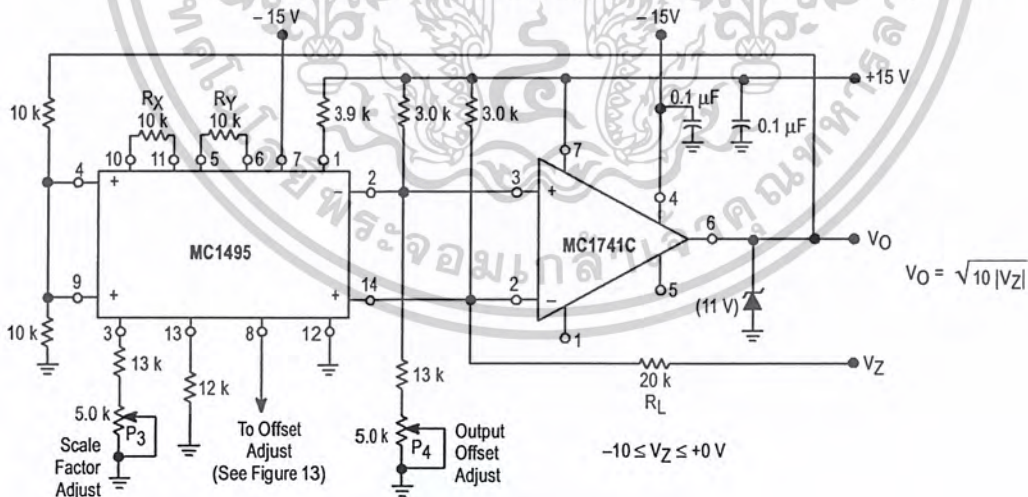 – 15 V
– 15V
+15 V
10 k
RX
10 k
RY
10 k
3.9 k
3.0 k
3.0 k
0.1 µF
0.1 µF
10 11 5 6 7 1
4
+
–
2
3
+
7
4
MC1495
MC1741C
6
VO
VO = √10 |VZ|
9
+
+
14
2
–
5
(11 V)
10 k
3 13 8 12
1
13 k
12 k
13 k
20 k
RL
VZ
5.0 k
P3
Scale
Factor
Adjust
To Offset
Adjust
(See Figure 13)
5.0 k
P4
Output
Offset
Adjust
–10 ≤ VZ ≤ +0 V